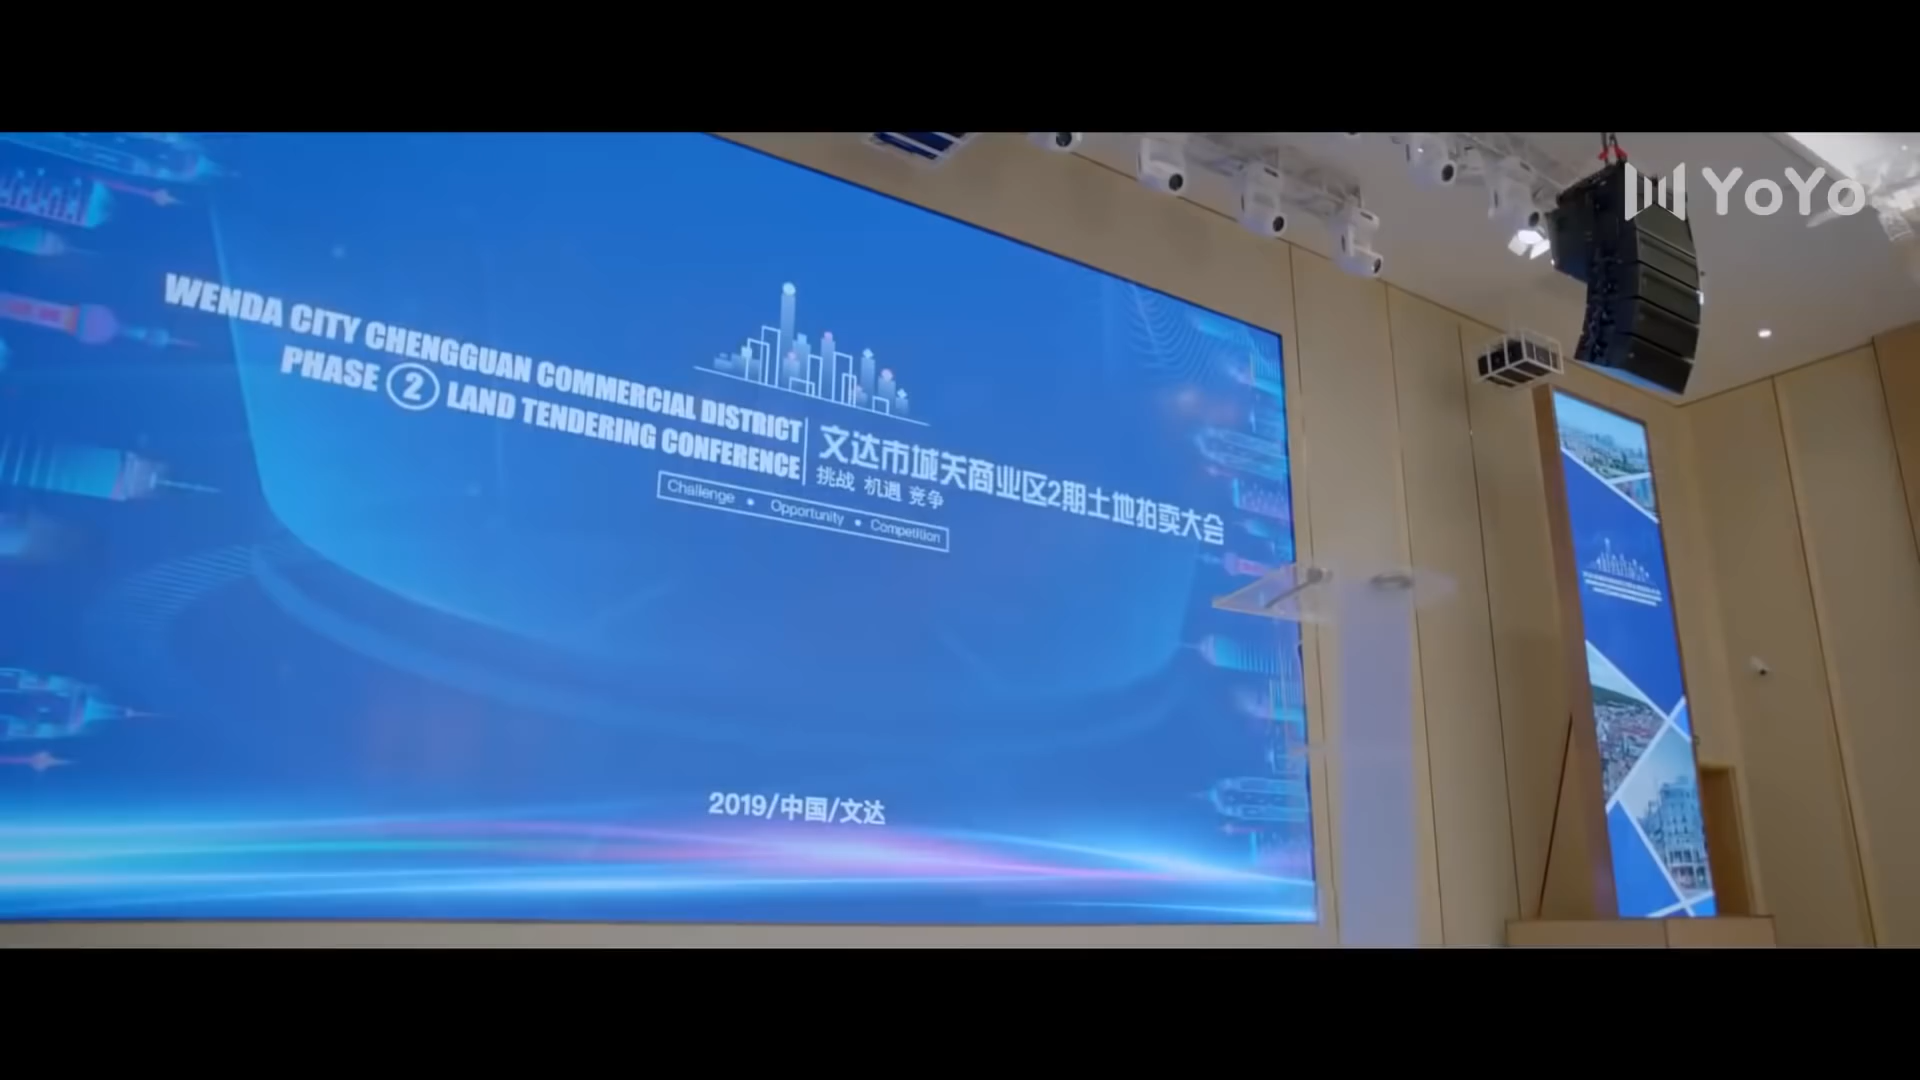 YoYo
WENDA CITY CHENGGUAN COMMERCIAL DISTRICT
PHASE 2 LAND TENDERING CONFERENCE
文达市城关商业区2期土地拍卖大会
挑战 机遇 竞争
Challenge • Opportunity • Competition
2019/中国/文达